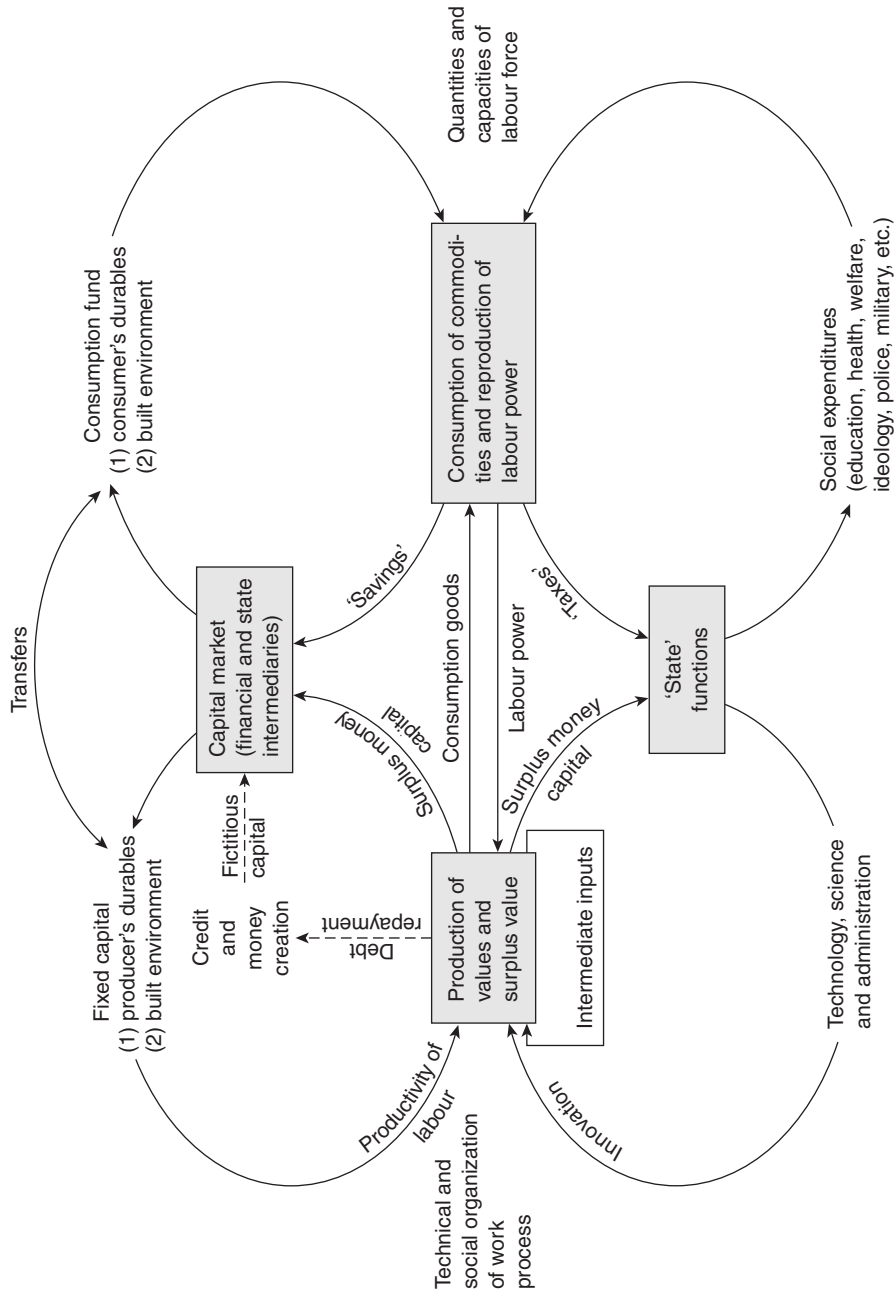 Transfers
Fixed capital
(1) producer's durables
(2) built environment
Consumption fund
(1) consumer's durables
(2) built environment
Capital market
(financial and state
intermediaries)
Credit
and
money
creation
Fictitious
capital
Debt
repayment
Surplus money
capital
'Savings'
Productivity of
labour
Technical and
social organization
of work
process
Production of
values and
surplus value
Consumption goods
Labour power
Consumption of commodi-
ties and reproduction of
labour power
Quantities and
capacities of
labour force
Intermediate inputs
Innovation
Surplus money
capital
'Taxes'
'State'
functions
Technology, science
and administration
Social expenditures
(education, health, welfare,
ideology, police, military, etc.)